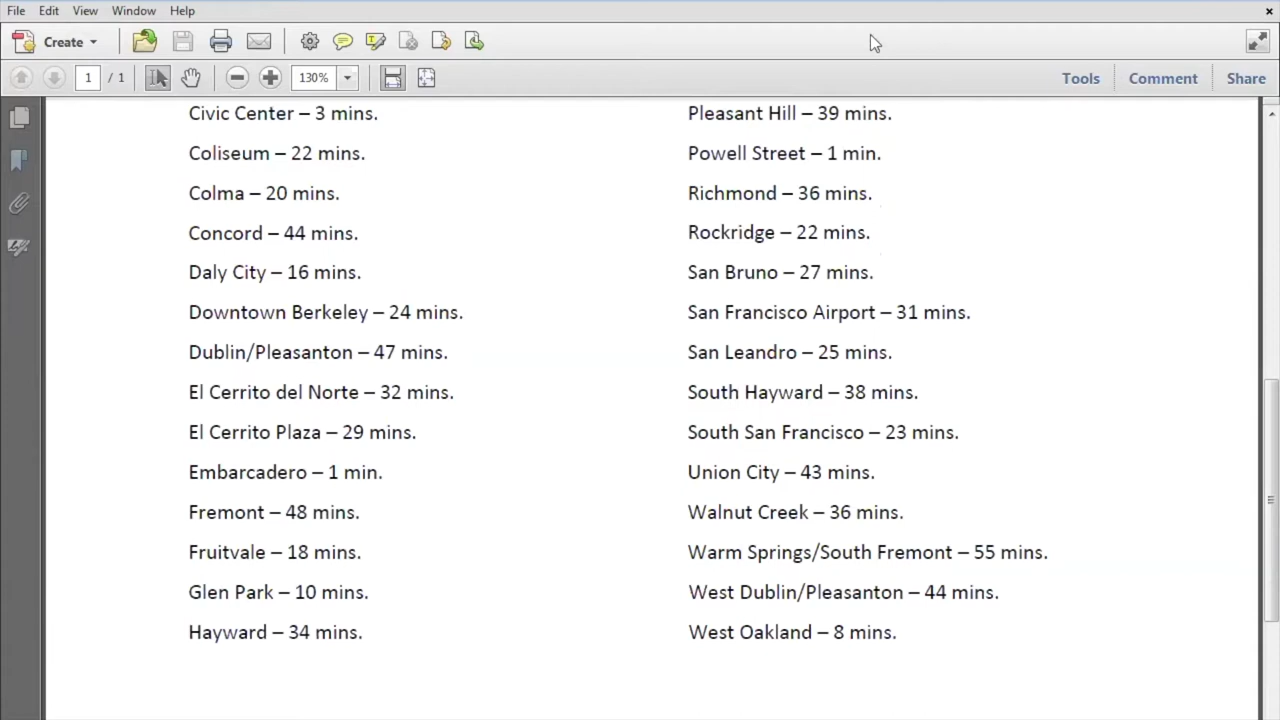 File Edit View Window Help
Create
1 / 1 130% Tools Comment Share
Civic Center – 3 mins.
Coliseum – 22 mins.
Colma – 20 mins.
Concord – 44 mins.
Daly City – 16 mins.
Downtown Berkeley – 24 mins.
Dublin/Pleasanton – 47 mins.
El Cerrito del Norte – 32 mins.
El Cerrito Plaza – 29 mins.
Embarcadero – 1 min.
Fremont – 48 mins.
Fruitvale – 18 mins.
Glen Park – 10 mins.
Hayward – 34 mins.
Pleasant Hill – 39 mins.
Powell Street – 1 min.
Richmond – 36 mins.
Rockridge – 22 mins.
San Bruno – 27 mins.
San Francisco Airport – 31 mins.
San Leandro – 25 mins.
South Hayward – 38 mins.
South San Francisco – 23 mins.
Union City – 43 mins.
Walnut Creek – 36 mins.
Warm Springs/South Fremont – 55 mins.
West Dublin/Pleasanton – 44 mins.
West Oakland – 8 mins.